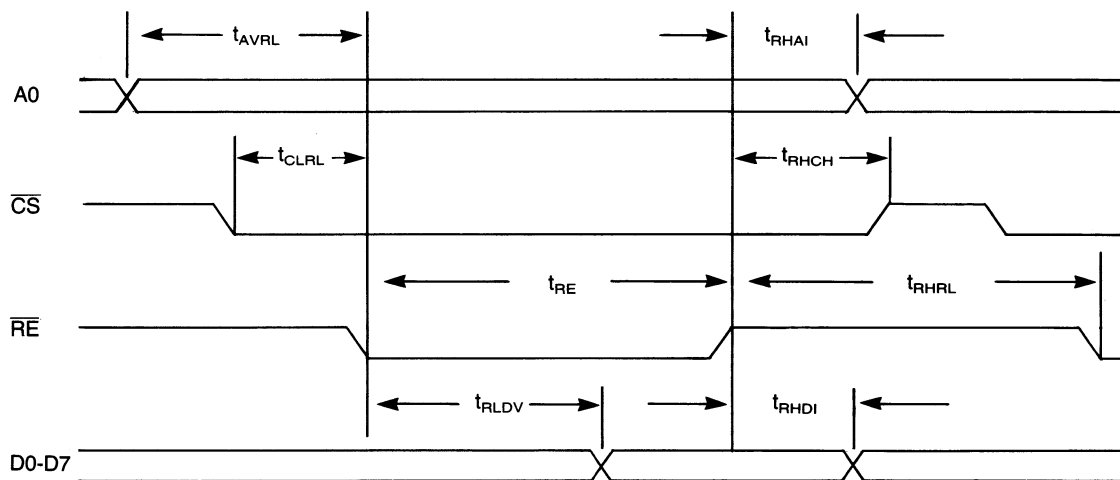 tAVRL
tRHAI
A0
tCLRL
tRHCH
CS
tRE
tRHRL
RE
tRLDV
tRHDI
D0-D7